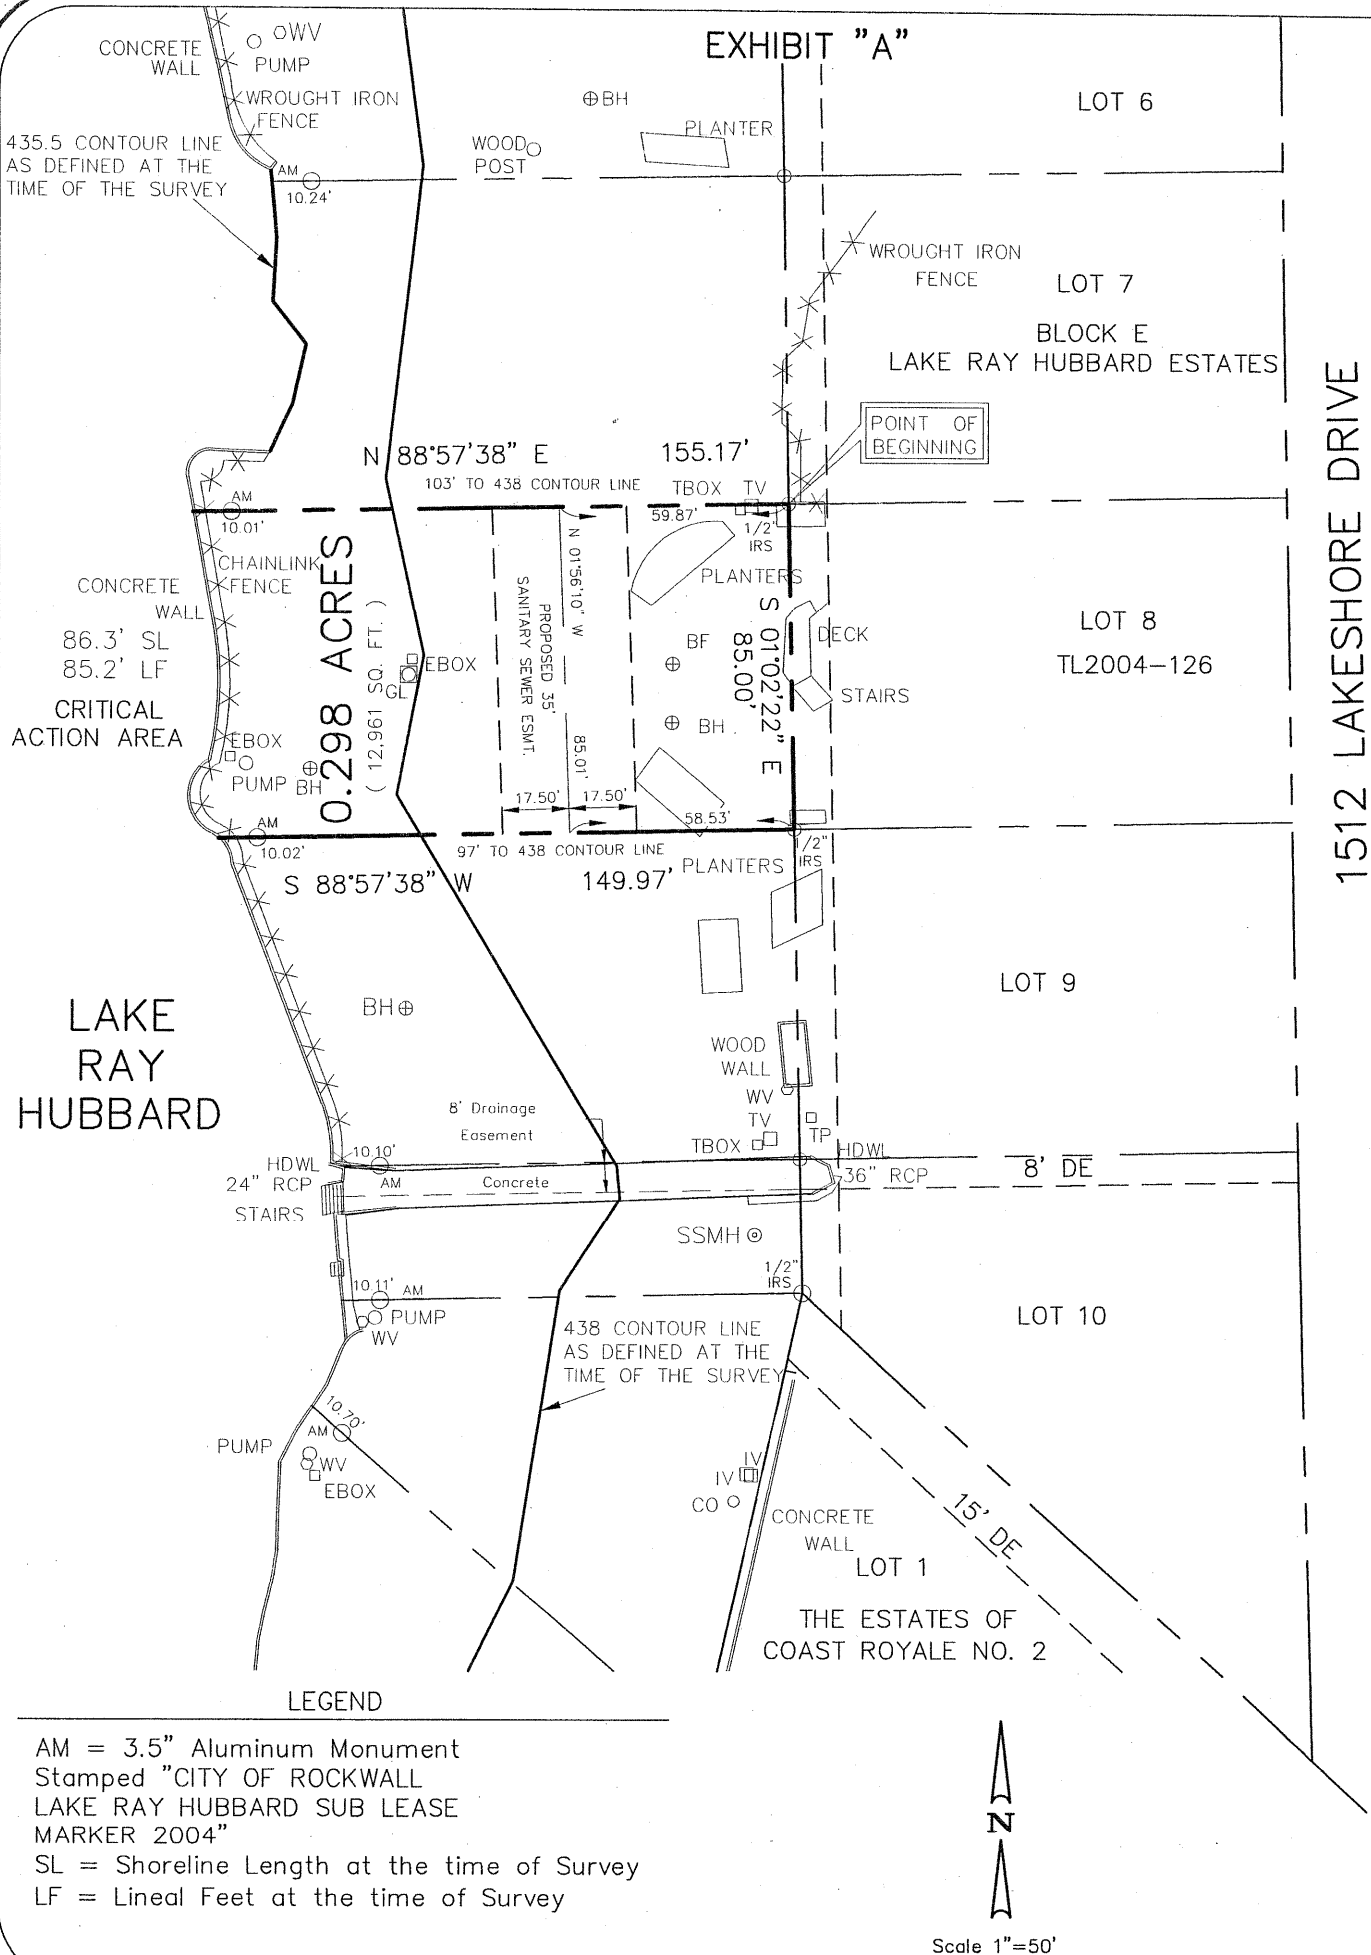 EXHIBIT "A"
CONCRETE
WALL
WV
PUMP
WROUGHT IRON
FENCE
BH
PLANTER
WOOD
POST
LOT 6
435.5 CONTOUR LINE
AS DEFINED AT THE
TIME OF THE SURVEY
AM
10.24'
WROUGHT IRON
FENCE
LOT 7
BLOCK E
LAKE RAY HUBBARD ESTATES
POINT OF
BEGINNING
1512 LAKESHORE DRIVE
N 88°57'38" E
155.17'
103' TO 438 CONTOUR LINE
TBOX
TV
AM
10.01'
59.87'
1/2"
IRS
CHAINLINK
FENCE
CONCRETE
WALL
86.3' SL
85.2' LF
CRITICAL
ACTION AREA
0.298 ACRES
( 12,961 SQ. FT. )
EBOX
GL
PROPOSED 35'
SANITARY SEWER ESMT.
N 01°56'10" W
85.01'
17.50'
17.50'
PLANTERS
BF
BH
S 01°02'22" E
85.00'
DECK
STAIRS
LOT 8
TL2004-126
EBOX
PUMP
BH
AM
10.02'
58.53'
1/2"
IRS
97' TO 438 CONTOUR LINE
S 88°57'38" W
149.97'
PLANTERS
LOT 9
LAKE
RAY
HUBBARD
BH
WOOD
WALL
WV
TV
TBOX
TP
8' Drainage
Easement
10.10'
AM
HDWL
24" RCP
STAIRS
Concrete
HDWL
36" RCP
8' DE
SSMH
1/2"
IRS
10.11'
AM
PUMP
WV
LOT 10
438 CONTOUR LINE
AS DEFINED AT THE
TIME OF THE SURVEY
10.70'
AM
PUMP
WV
EBOX
IV
IV
CO
CONCRETE
WALL
15' DE
LOT 1
THE ESTATES OF
COAST ROYALE NO. 2
LEGEND
AM = 3.5" Aluminum Monument
Stamped "CITY OF ROCKWALL
LAKE RAY HUBBARD SUB LEASE
MARKER 2004"
SL = Shoreline Length at the time of Survey
LF = Lineal Feet at the time of Survey
N
Scale 1"=50'